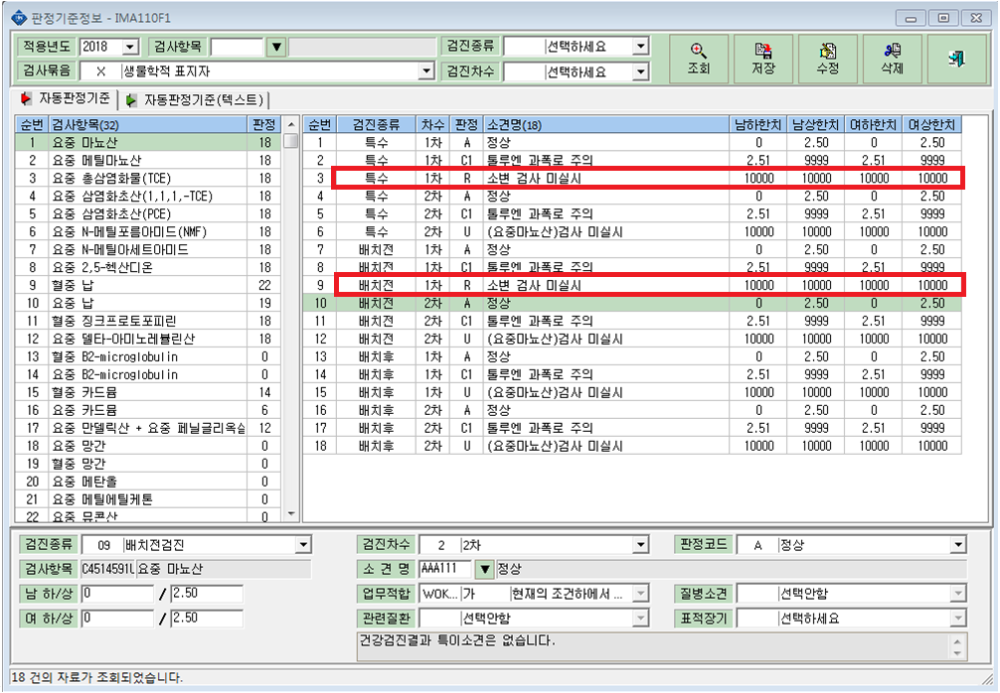 판정기준정보 - IMA110F1
적용년도 2018 검사항목 검진종류 선택하세요
검사묶음 X 생물학적 표지자 검진차수 선택하세요
조회 저장 수정 삭제
자동판정기준 자동판정기준(텍스트)
순번 검사항목(32) 판정
1 요중 마뇨산 18
2 요중 메틸마뇨산 18
3 요중 총삼염화물(TCE) 18
4 요중 삼염화초산(1,1,1,-TCE) 18
5 요중 삼염화초산(PCE) 18
6 요중 N-메틸포름아미드(NMF) 18
7 요중 N-메틸아세트아미드 18
8 요중 2,5-헥산디온 18
9 혈중 납 22
10 요중 납 19
11 혈중 징크프로토포피린 18
12 요중 델타-아미노레뷸린산 18
13 혈중 B2-microglobulin 0
14 요중 B2-microglobulin 0
15 혈중 카드뮴 14
16 요중 카드뮴 6
17 요중 만델릭산 + 요중 페닐글리옥실 12
18 요중 망간 0
19 혈중 망간 0
20 요중 메탄올 0
21 요중 메틸에틸케톤 0
22 요중 뮤콘산 0
순번 검진종류 차수 판정 소견명(18) 남하한치 남상한치 여하한치 여상한치
1 특수 1차 A 정상 0 2.50 0 2.50
2 특수 1차 C1 톨루엔 과폭로 주의 2.51 9999 2.51 9999
3 특수 1차 R 소변 검사 미실시 10000 10000 10000 10000
4 특수 2차 A 정상 0 2.50 0 2.50
5 특수 2차 C1 톨루엔 과폭로 주의 2.51 9999 2.51 9999
6 특수 2차 U (요중마뇨산)검사 미실시 10000 10000 10000 10000
7 배치전 1차 A 정상 0 2.50 0 2.50
8 배치전 1차 C1 톨루엔 과폭로 주의 2.51 9999 2.51 9999
9 배치전 1차 R 소변 검사 미실시 10000 10000 10000 10000
10 배치전 2차 A 정상 0 2.50 0 2.50
11 배치전 2차 C1 톨루엔 과폭로 주의 2.51 9999 2.51 9999
12 배치전 2차 U (요중마뇨산)검사 미실시 10000 10000 10000 10000
13 배치후 1차 A 정상 0 2.50 0 2.50
14 배치후 1차 C1 톨루엔 과폭로 주의 2.51 9999 2.51 9999
15 배치후 1차 U (요중마뇨산)검사 미실시 10000 10000 10000 10000
16 배치후 2차 A 정상 0 2.50 0 2.50
17 배치후 2차 C1 톨루엔 과폭로 주의 2.51 9999 2.51 9999
18 배치후 2차 U (요중마뇨산)검사 미실시 10000 10000 10000 10000
검진종류 09 배치전검진 검진차수 2 2차 판정코드 A 정상
검사항목 C4514591U 요중 마뇨산 소 견 명 AAA111 정상
남 하/상 0 / 2.50 업무적합 WOK... 가 현재의 조건하에서 ... 질병소견 선택안함
여 하/상 0 / 2.50 관련질환 선택안함 표적장기 선택하세요
건강검진결과 특이소견은 없습니다.
18 건의 자료가 조회되었습니다.